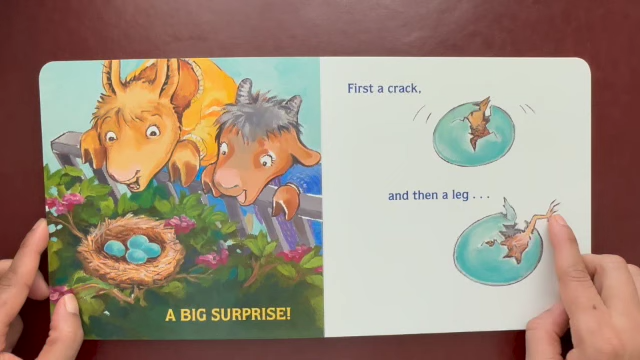 A BIG SURPRISE!
First a crack,
and then a leg . . .